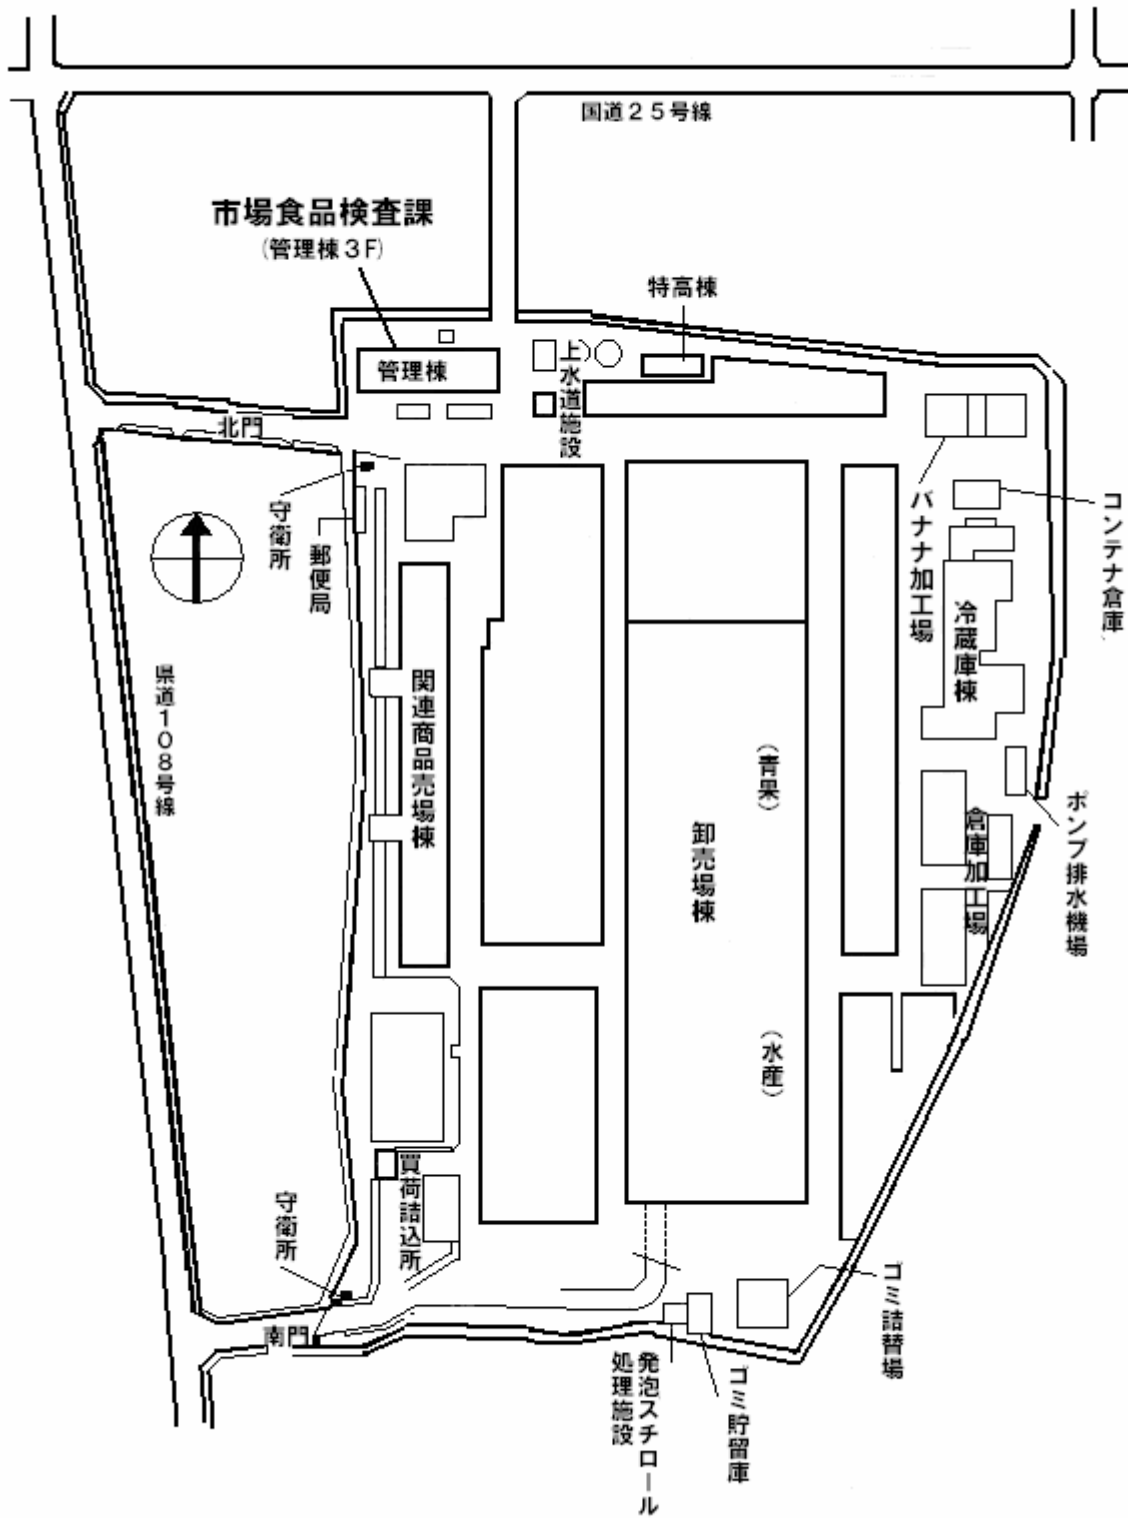 国道２５号線
市場食品検査課
(管理棟３F)
特高棟
管理棟
上水道施設
北門
守衛所
郵便局
バナナ加工場
コンテナ倉庫
冷蔵庫棟
県道１０８号線
関連商品売場棟
(青果)
卸売場棟
倉庫加工場
ポンプ排水機場
(水産)
買荷詰込所
守衛所
南門
ゴミ詰替場
発泡スチロール
処理施設
ゴミ貯留庫